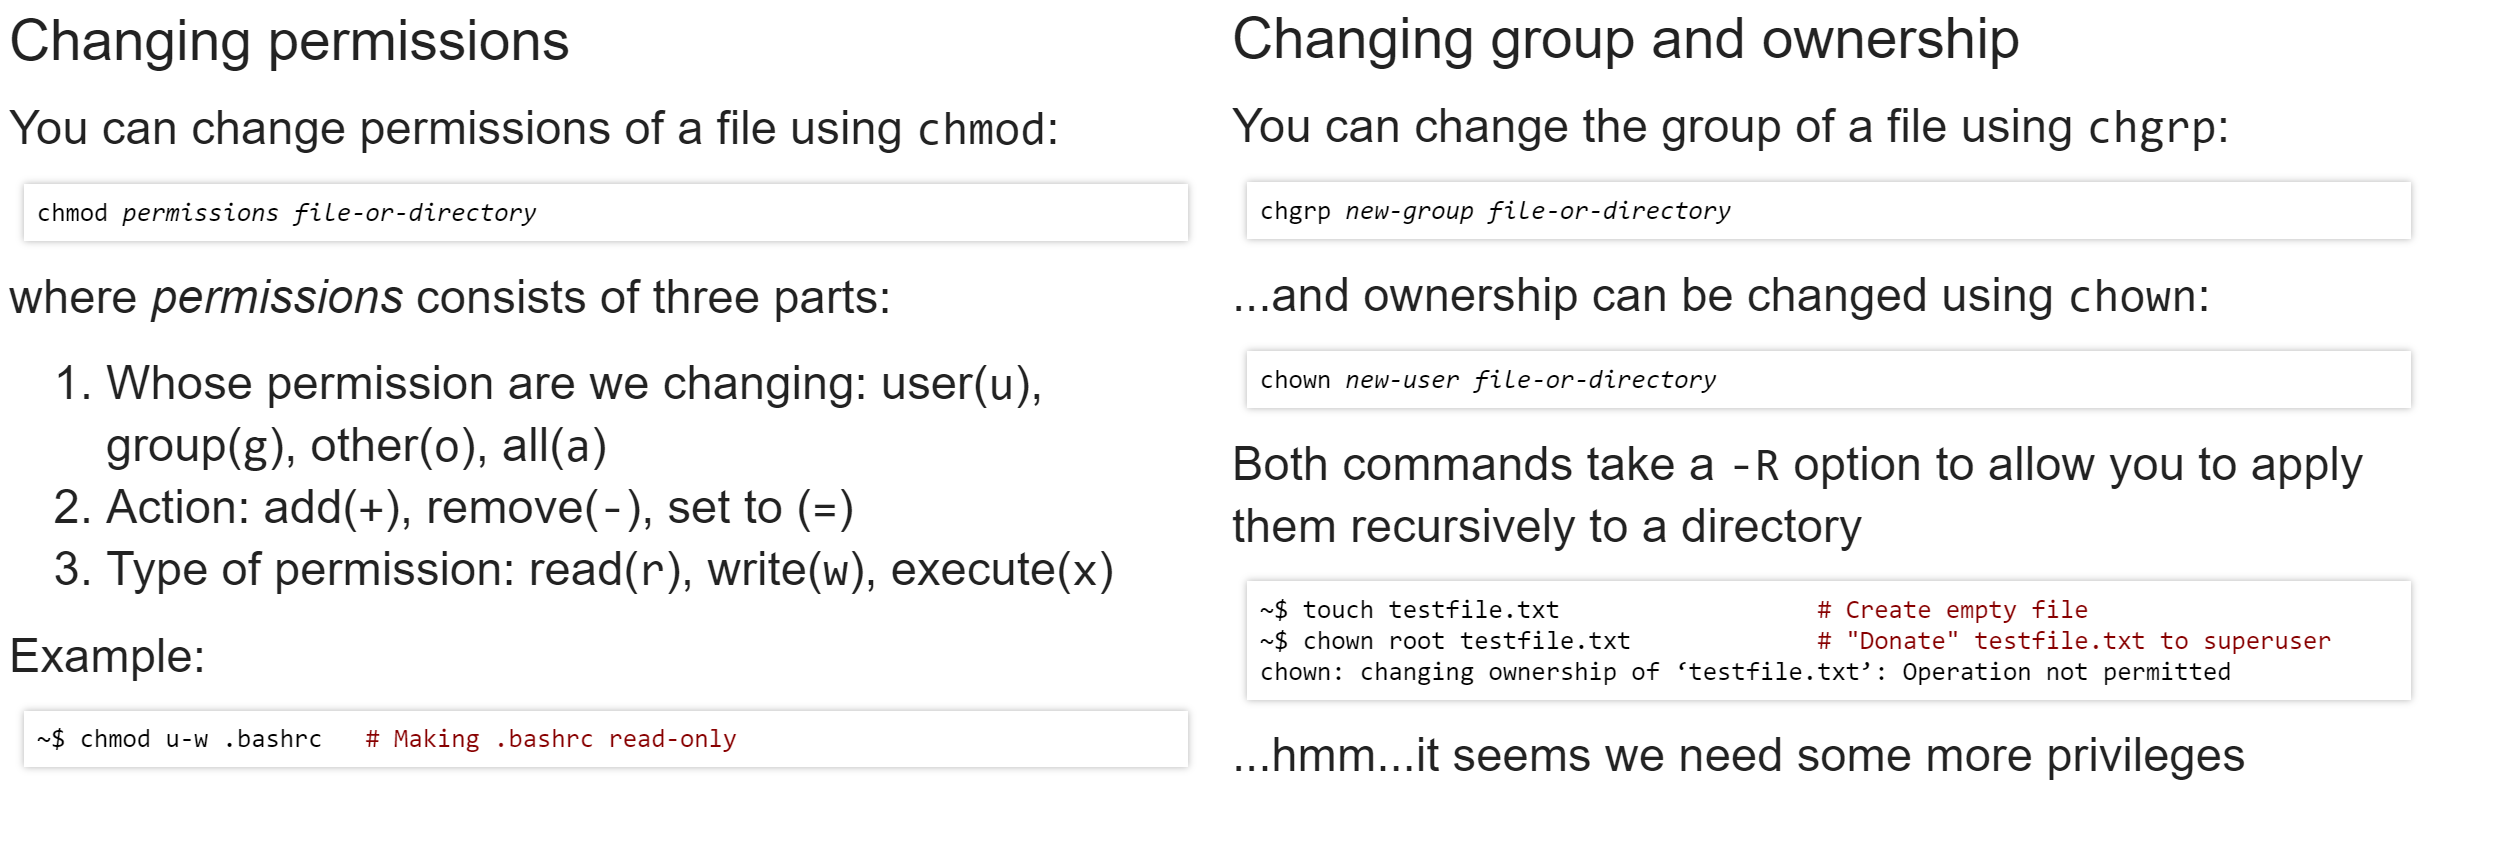 Changing permissions
You can change permissions of a file using chmod:
chmod permissions file-or-directory
where permissions consists of three parts:
1. Whose permission are we changing: user(u),
group(g), other(o), all(a)
2. Action: add(+), remove(-), set to (=)
3. Type of permission: read(r), write(w), execute(x)
Example:
~$ chmod u-w .bashrc   # Making .bashrc read-only
Changing group and ownership
You can change the group of a file using chgrp:
chgrp new-group file-or-directory
...and ownership can be changed using chown:
chown new-user file-or-directory
Both commands take a -R option to allow you to apply
them recursively to a directory
~$ touch testfile.txt                  # Create empty file
~$ chown root testfile.txt             # "Donate" testfile.txt to superuser
chown: changing ownership of ‘testfile.txt’: Operation not permitted
...hmm...it seems we need some more privileges